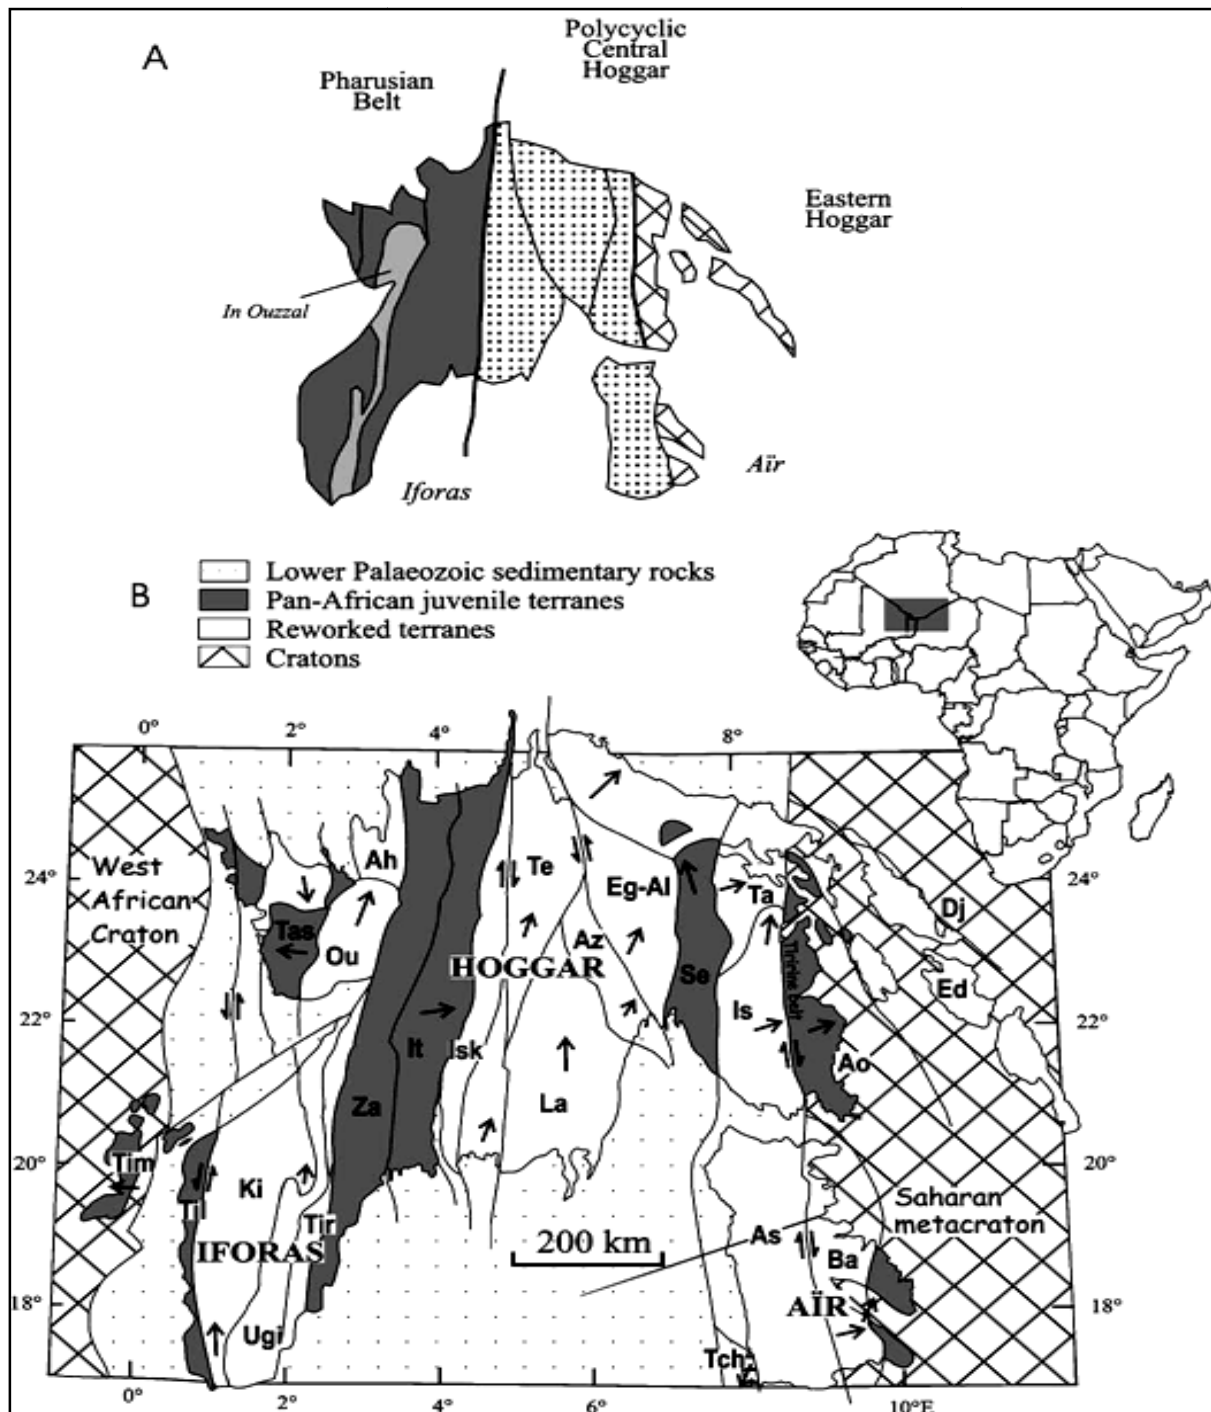 A
Polycyclic
Central
Hoggar
Pharusian
Belt
Eastern
Hoggar
In Ouzzal
Iforas
Aïr
B
Lower Palaeozoic sedimentary rocks
Pan-African juvenile terranes
Reworked terranes
Cratons
0°
2°
4°
8°
West
African
Craton
24°
Ah
Te
Eg-Al
Ta
24°
Dj
Tas
Ou
HOGGAR
Az
Se
Tiririne belt
Ed
22°
It
Isk
Is
22°
Za
La
Ao
20°
Tim
Til
Ki
Tir
20°
IFORAS
200 km
As
Saharan
metacraton
Ba
18°
AÏR
18°
Ugi
Tch
0°
2°
4°
6°
10°E